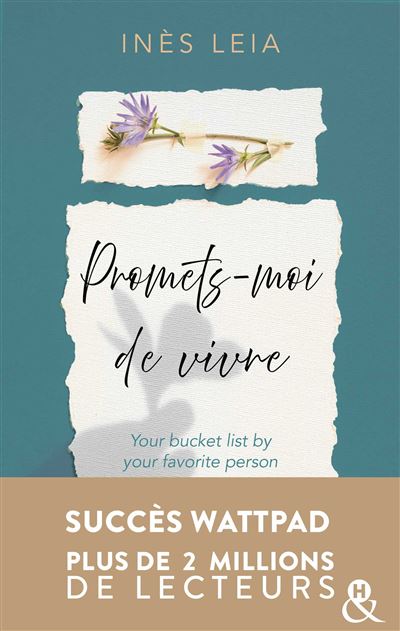 INÈS LEIA
Promets-moi
de vivre
Your bucket list by
your favorite person
SUCCÈS WATTPAD
PLUS DE 2 MILLIONS
DE LECTEURS
H
&